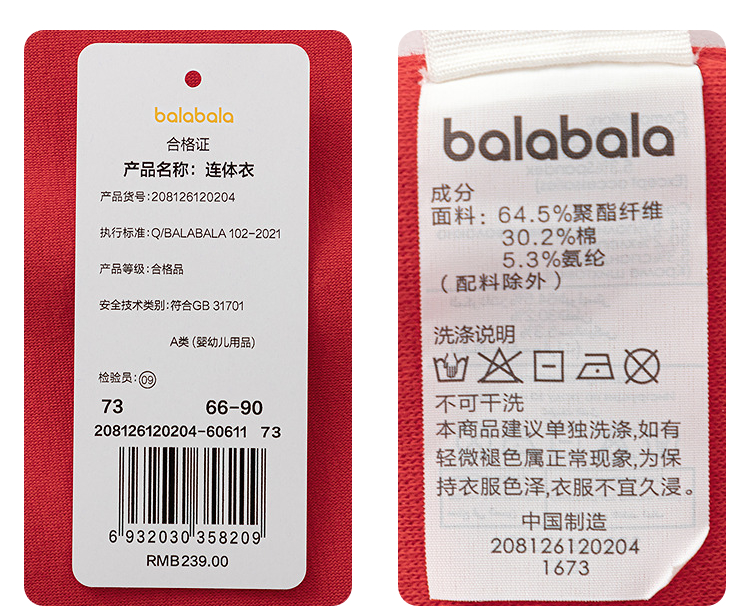 balabala
合格证
产品名称：连体衣
产品货号:208126120204
执行标准:Q/BALABALA 102-2021
产品等级:合格品
安全技术类别:符合GB 31701
A类（婴幼儿用品）
检验员:09
73 66-90
208126120204-60611 73
6 932030 358209
RMB239.00
balabala
成分
面料：64.5%聚酯纤维
30.2%棉
5.3%氨纶
（配料除外）
洗涤说明
不可干洗
本商品建议单独洗涤,如有
轻微褪色属正常现象,为保
持衣服色泽,衣服不宜久浸。
中国制造
208126120204
1673